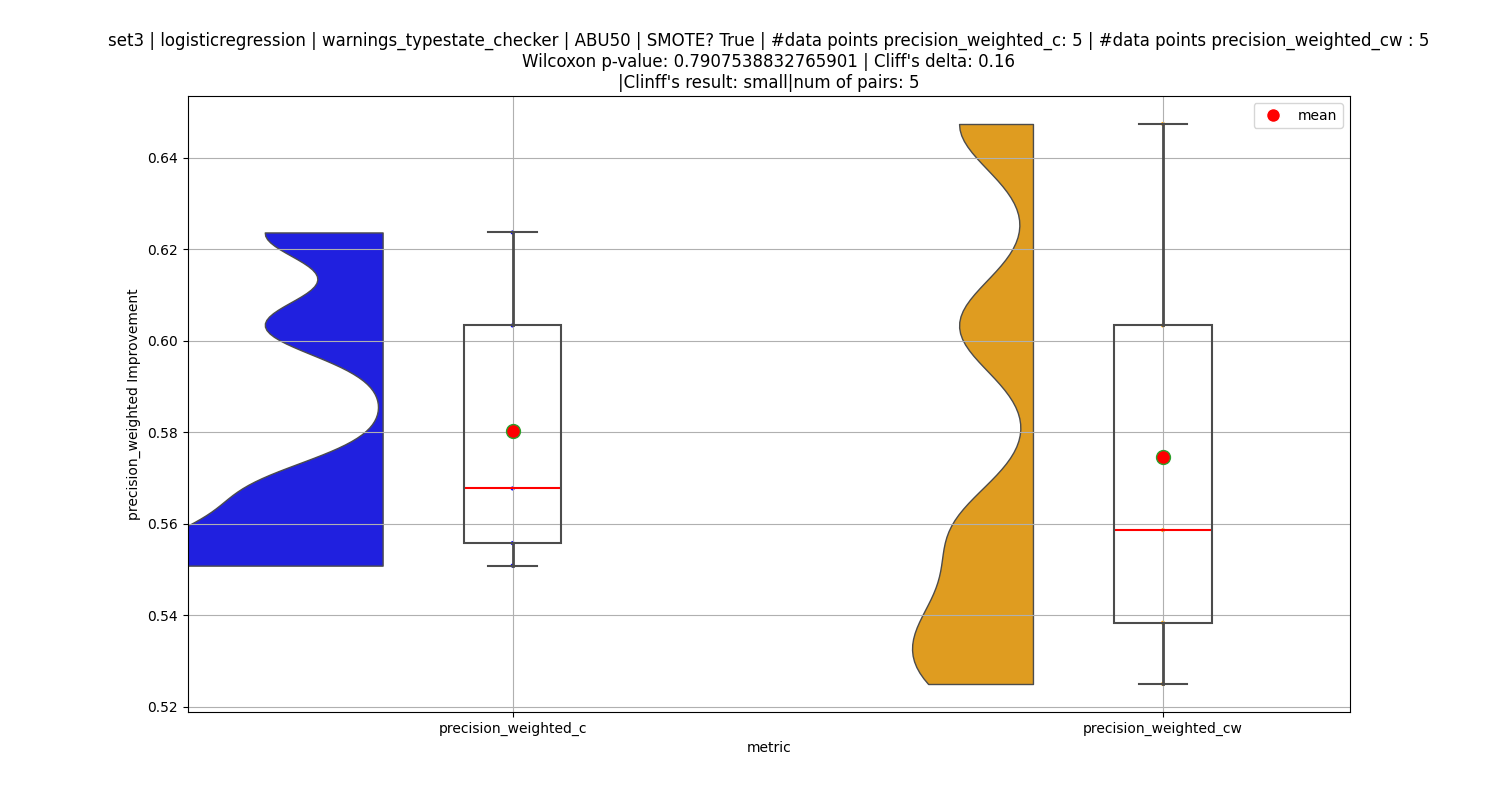 set3 | logisticregression | warnings_typestate_checker | ABU50 | SMOTE? True | #data points precision_weighted_c: 5 | #data points precision_weighted_cw : 5
Wilcoxon p-value: 0.7907538832765901 | Cliff's delta: 0.16
|Clinff's result: small|num of pairs: 5
mean
0.64
0.62
0.60
0.58
0.56
0.54
0.52
precision_weighted Improvement
precision_weighted_c
precision_weighted_cw
metric